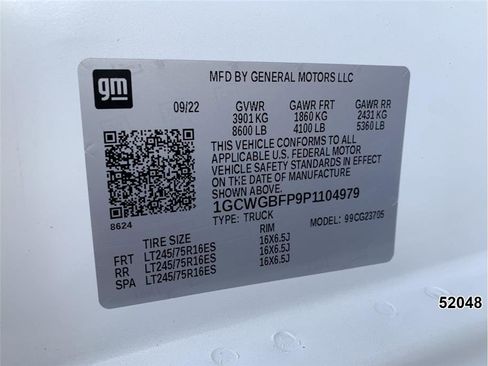 gm
MFD BY GENERAL MOTORS LLC
09/22 GVWR GAWR FRT GAWR RR
3901 KG 1860 KG 2431 KG
8600 LB 4100 LB 5360 LB
THIS VEHICLE CONFORMS TO ALL
APPLICABLE U.S. FEDERAL MOTOR
VEHICLE SAFETY STANDARDS IN EFFECT
ON THE DATE OF MANUFACTURE
SHOWN ABOVE.
1GCWGBFP9P1104979
TYPE: TRUCK MODEL: 99CG23705
8624
TIRE SIZE RIM
FRT LT245/75R16ES 16X6.5J
RR LT245/75R16ES 16X6.5J
SPA LT245/75R16ES 16X6.5J
52048